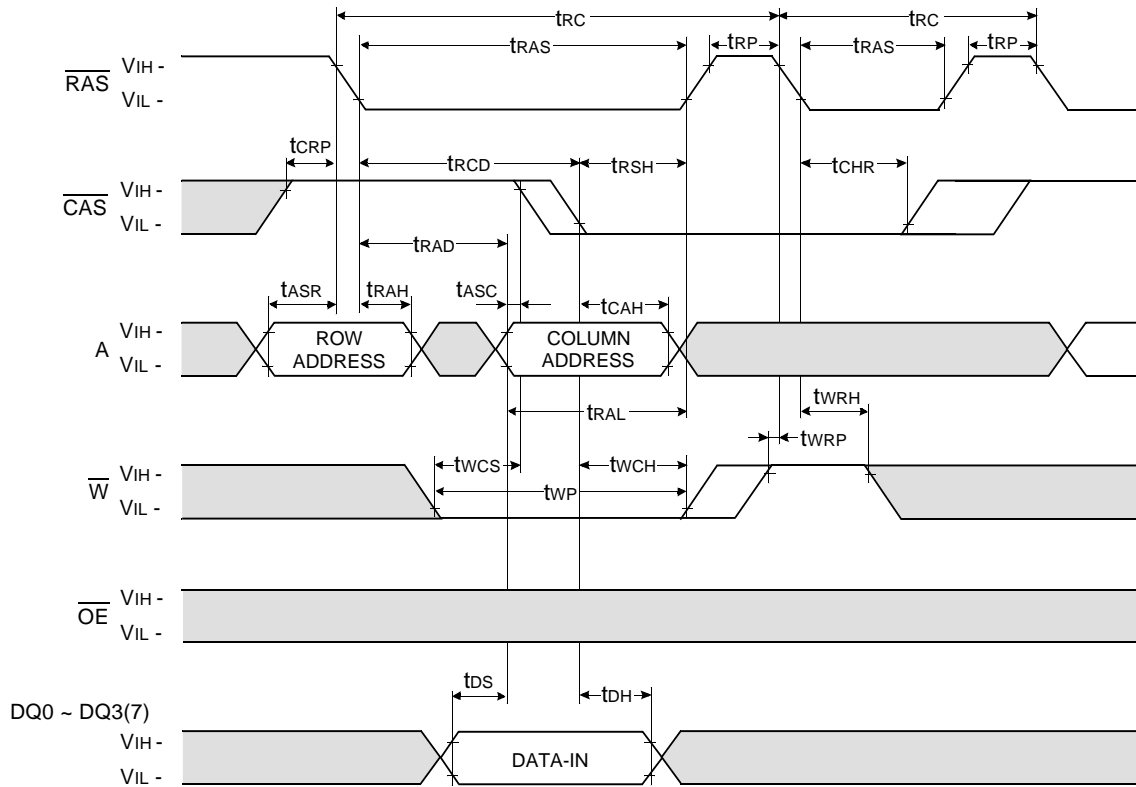 tRC tRC
tRAS tRP tRAS tRP
RAS VIH -
VIL -
tCRP tRCD tRSH tCHR
CAS VIH -
VIL -
tRAD
tASR tRAH tASC tCAH
A VIH -
VIL -
ROW
ADDRESS
COLUMN
ADDRESS
tRAL tWRH
tWRP
tWCS tWCH
W VIH -
VIL -
tWP
OE VIH -
VIL -
tDS tDH
DQ0 ~ DQ3(7)
VIH -
VIL -
DATA-IN